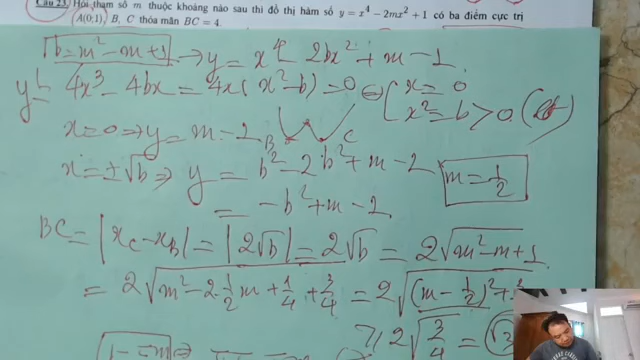 Câu 23. Hỏi tham số m thuộc khoảng nào sau thì đồ thị hàm số y = x⁴ − 2mx² + 1 có ba điểm cực trị
A(0;1), B, C thỏa mãn BC = 4.
b = m² − m + 1 → y = x⁴ − 2bx² + m − 1
y' = 4x³ − 4bx = 4x(x² − b) = 0 ⇔ [ x = 0
x² = b > 0
x = 0 ⇒ y = m − 2
B C
x = ±√b ⇒ y = b² − 2b² + m − 2
m = 1/2
= −b² + m − 2
BC = |x_C − x_B| = |2√b| = 2√b = 2√(m² − m + 1)
= 2√(m² − 2·1/2 m + 1/4 + 3/4) = 2√((m − 1/2)² +
≥ 2√(3/4) = √3